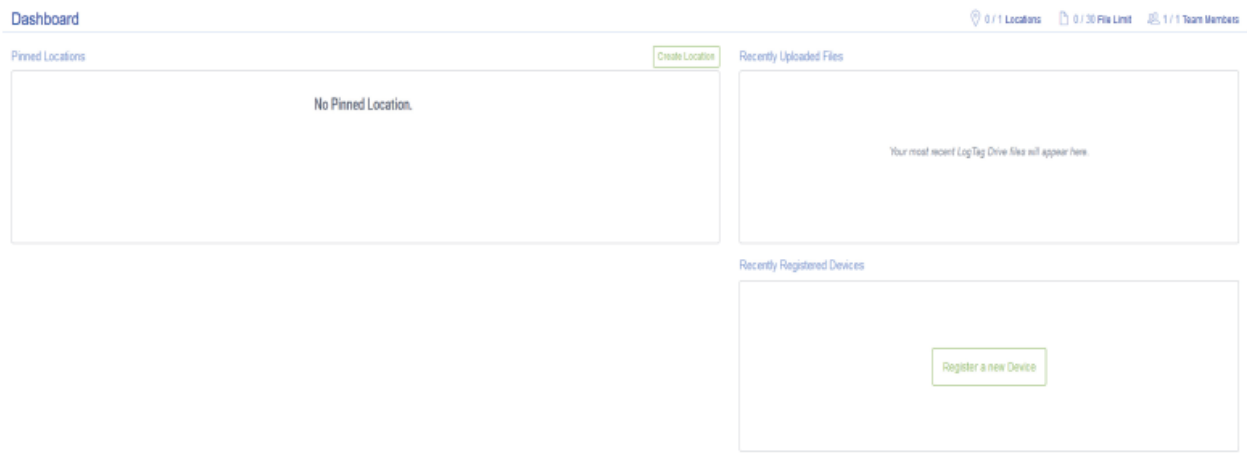 Dashboard
0 / 1 Locations
0 / 30 File Limit
1 / 1 Team Members
Pinned Locations
Create Location
No Pinned Location.
Recently Uploaded Files
Your most recent LogTag Drive files will appear here.
Recently Registered Devices
Register a new Device